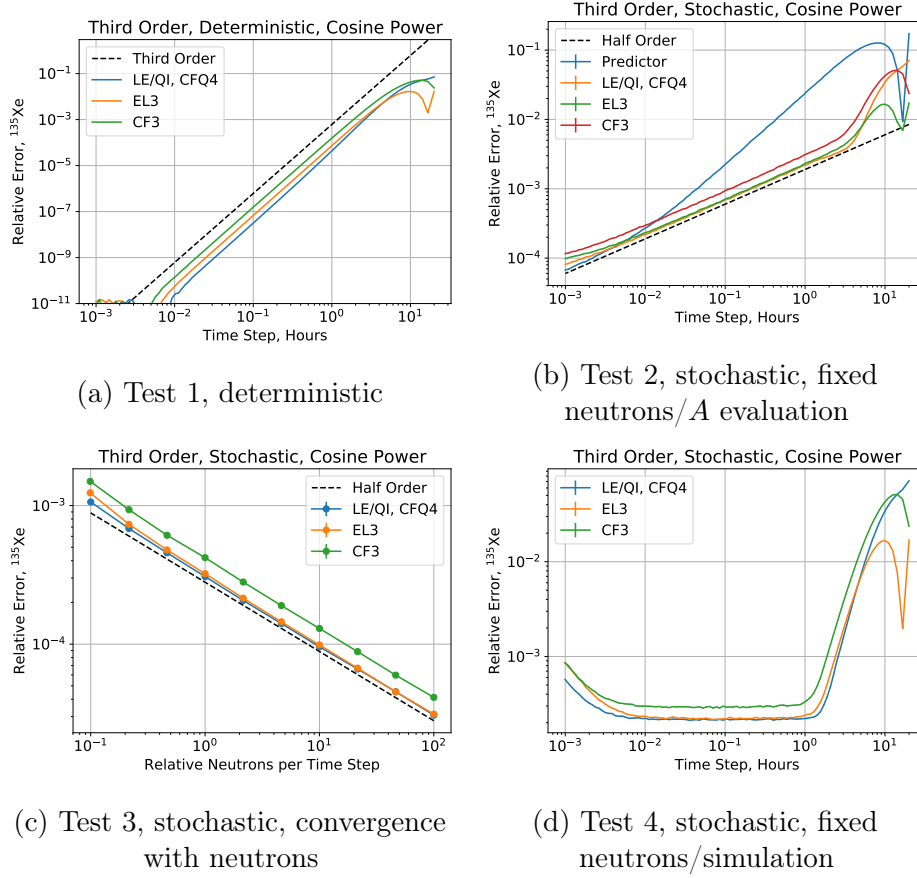 Third Order, Deterministic, Cosine Power
Relative Error, ¹³⁵Xe
10⁻¹
10⁻³
10⁻⁵
10⁻⁷
10⁻⁹
10⁻¹¹
Third Order
LE/QI, CFQ4
EL3
CF3
10⁻³ 10⁻² 10⁻¹ 10⁰ 10¹
Time Step, Hours
(a) Test 1, deterministic
Third Order, Stochastic, Cosine Power
Relative Error, ¹³⁵Xe
10⁻¹
10⁻²
10⁻³
10⁻⁴
Half Order
Predictor
LE/QI, CFQ4
EL3
CF3
10⁻³ 10⁻² 10⁻¹ 10⁰ 10¹
Time Step, Hours
(b) Test 2, stochastic, fixed
neutrons/A evaluation
Third Order, Stochastic, Cosine Power
Relative Error, ¹³⁵Xe
10⁻³
10⁻⁴
Half Order
LE/QI, CFQ4
EL3
CF3
10⁻¹ 10⁰ 10¹ 10²
Relative Neutrons per Time Step
(c) Test 3, stochastic, convergence
with neutrons
Third Order, Stochastic, Cosine Power
Relative Error, ¹³⁵Xe
10⁻²
10⁻³
LE/QI, CFQ4
EL3
CF3
10⁻³ 10⁻² 10⁻¹ 10⁰ 10¹
Time Step, Hours
(d) Test 4, stochastic, fixed
neutrons/simulation